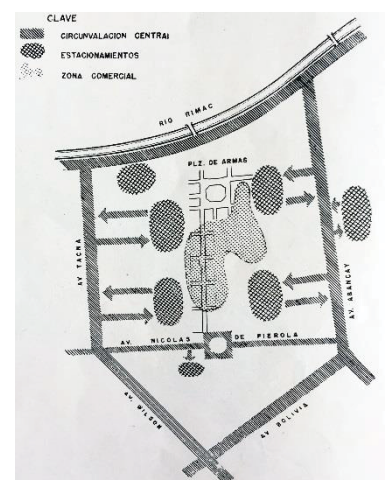 CLAVE
CIRCUNVALACION CENTRAL
ESTACIONAMIENTOS
ZONA COMERCIAL
RIO RIMAC
PLZ. DE ARMAS
AV. TACNA
AV. ABANCAY
AV. NICOLAS DE PIEROLA
AV. WILSON
AV. BOLIVIA